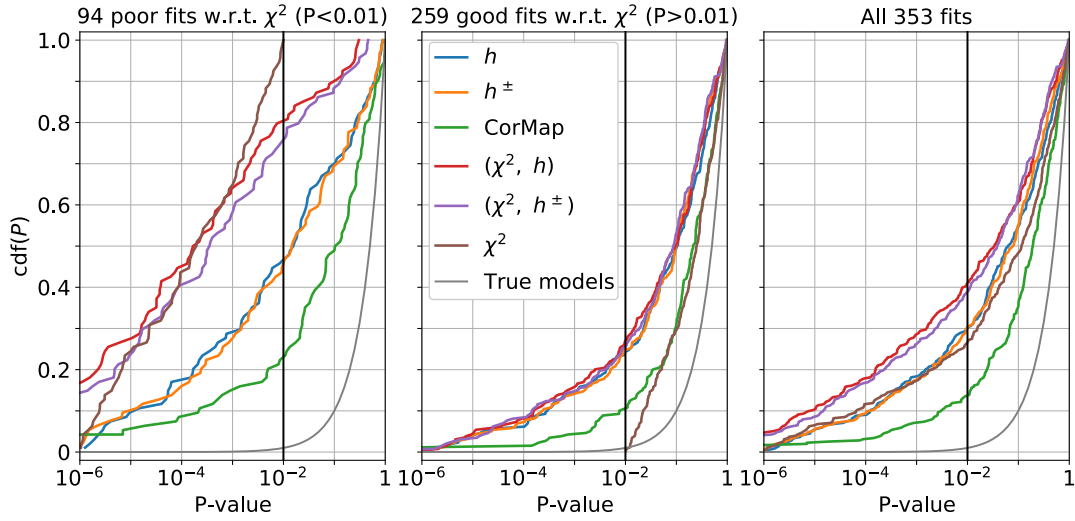 94 poor fits w.r.t. χ² (P<0.01)
259 good fits w.r.t. χ² (P>0.01)
All 353 fits
cdf(P)
1.0
0.8
0.6
0.4
0.2
0
h
h±
CorMap
(χ², h)
(χ², h±)
χ²
True models
10⁻⁶ 10⁻⁴ 10⁻² 1
10⁻⁶ 10⁻⁴ 10⁻² 1
10⁻⁶ 10⁻⁴ 10⁻² 1
P-value
P-value
P-value